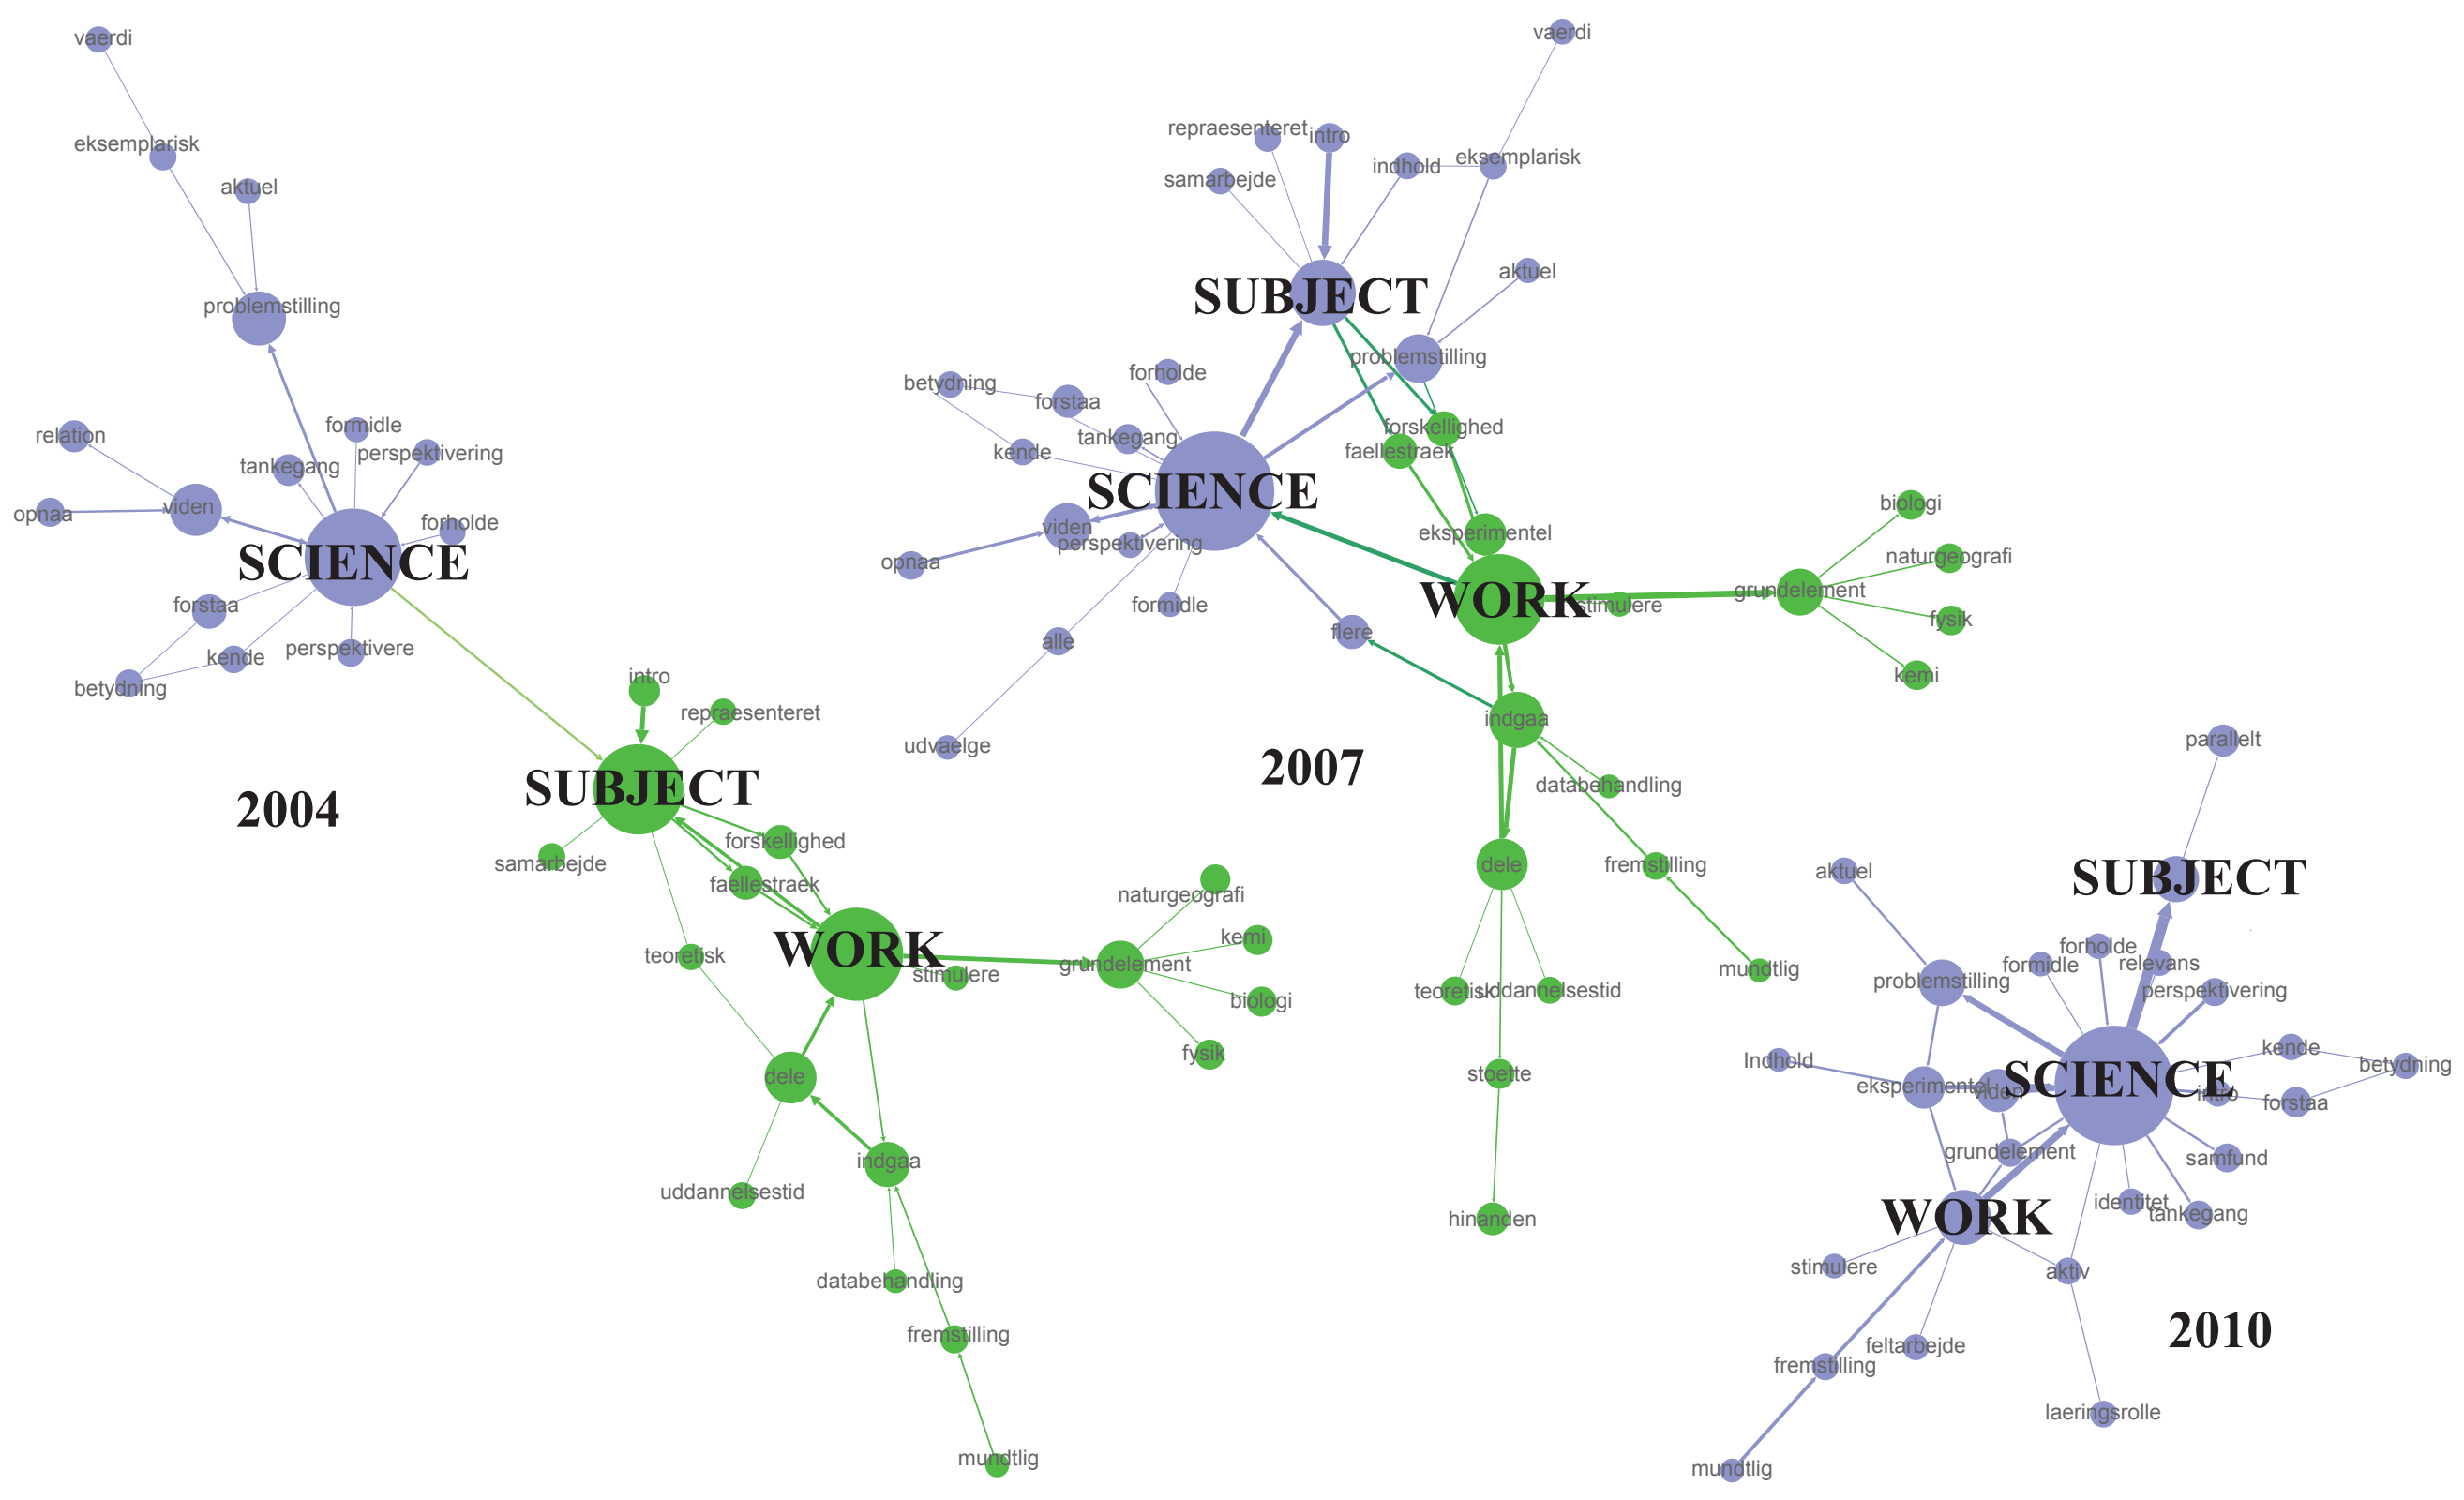 vaerdi
eksemplarisk
aktuel
problemstilling
relation
formidle
tankegang
perspektivering
opnaa
viden
forholde
SCIENCE
forstaa
kende
perspektivere
betydning
intro
repraesenteret
SUBJECT
2004
forskellighed
samarbejde
faellestraek
naturgeografi
WORK
kemi
teoretisk
stimulere
grundelement
biologi
fysik
dele
indgaa
uddannelsestid
databehandling
fremstilling
mundtlig
vaerdi
repraesenteret
intro
indhold
eksemplarisk
samarbejde
aktuel
SUBJECT
problemstilling
forholde
betydning
forstaa
tankegang
forskellighed
kende
faellestraek
SCIENCE
viden
eksperimentel
perspektivering
opnaa
biologi
naturgeografi
WORK
stimulere
grundelement
formidle
fysik
flere
alle
kemi
indgaa
udvaelge
2007
databehandling
dele
fremstilling
mundtlig
teoretisk
uddannelsestid
stoette
hinanden
parallelt
SUBJECT
aktuel
forholde
formidle
relevans
problemstilling
perspektivering
kende
Indhold
betydning
eksperimentel
viden
SCIENCE
intro
forstaa
grundelement
samfund
identitet
tankegang
WORK
stimulere
aktiv
2010
feltarbejde
fremstilling
laeringsrolle
mundtlig